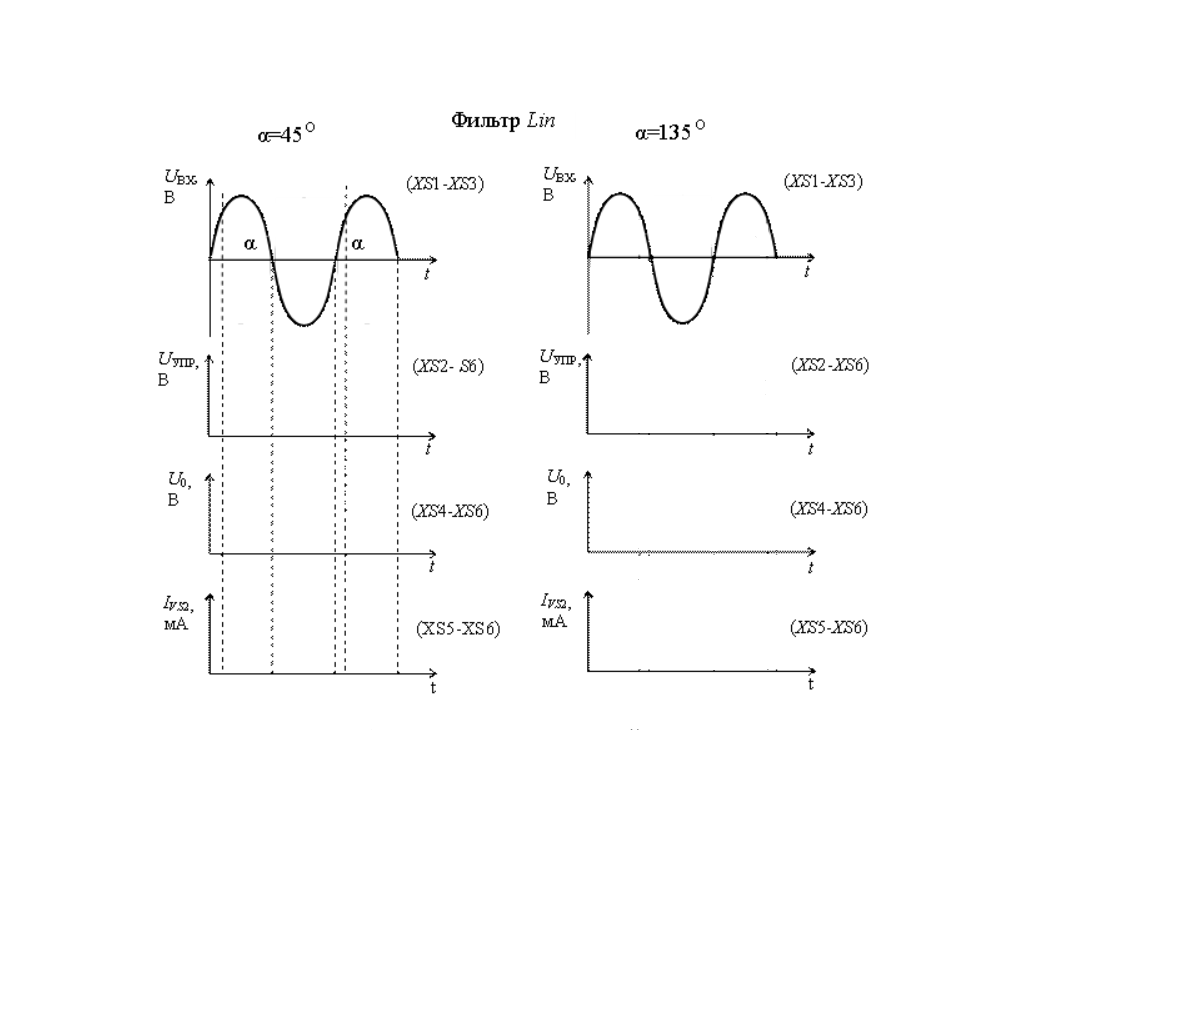 Фильтр Lin
α=45°
α=135°
Uвх, В
(XS1-XS3)
α
α
t
Uупр, В
(XS2- S6)
t
U0, В
(XS4-XS6)
t
IVS2, мА
(XS5-XS6)
t
Uвх, В
(XS1-XS3)
t
Uупр, В
(XS2-XS6)
t
U0, В
(XS4-XS6)
t
IVS2, мА
(XS5-XS6)
t